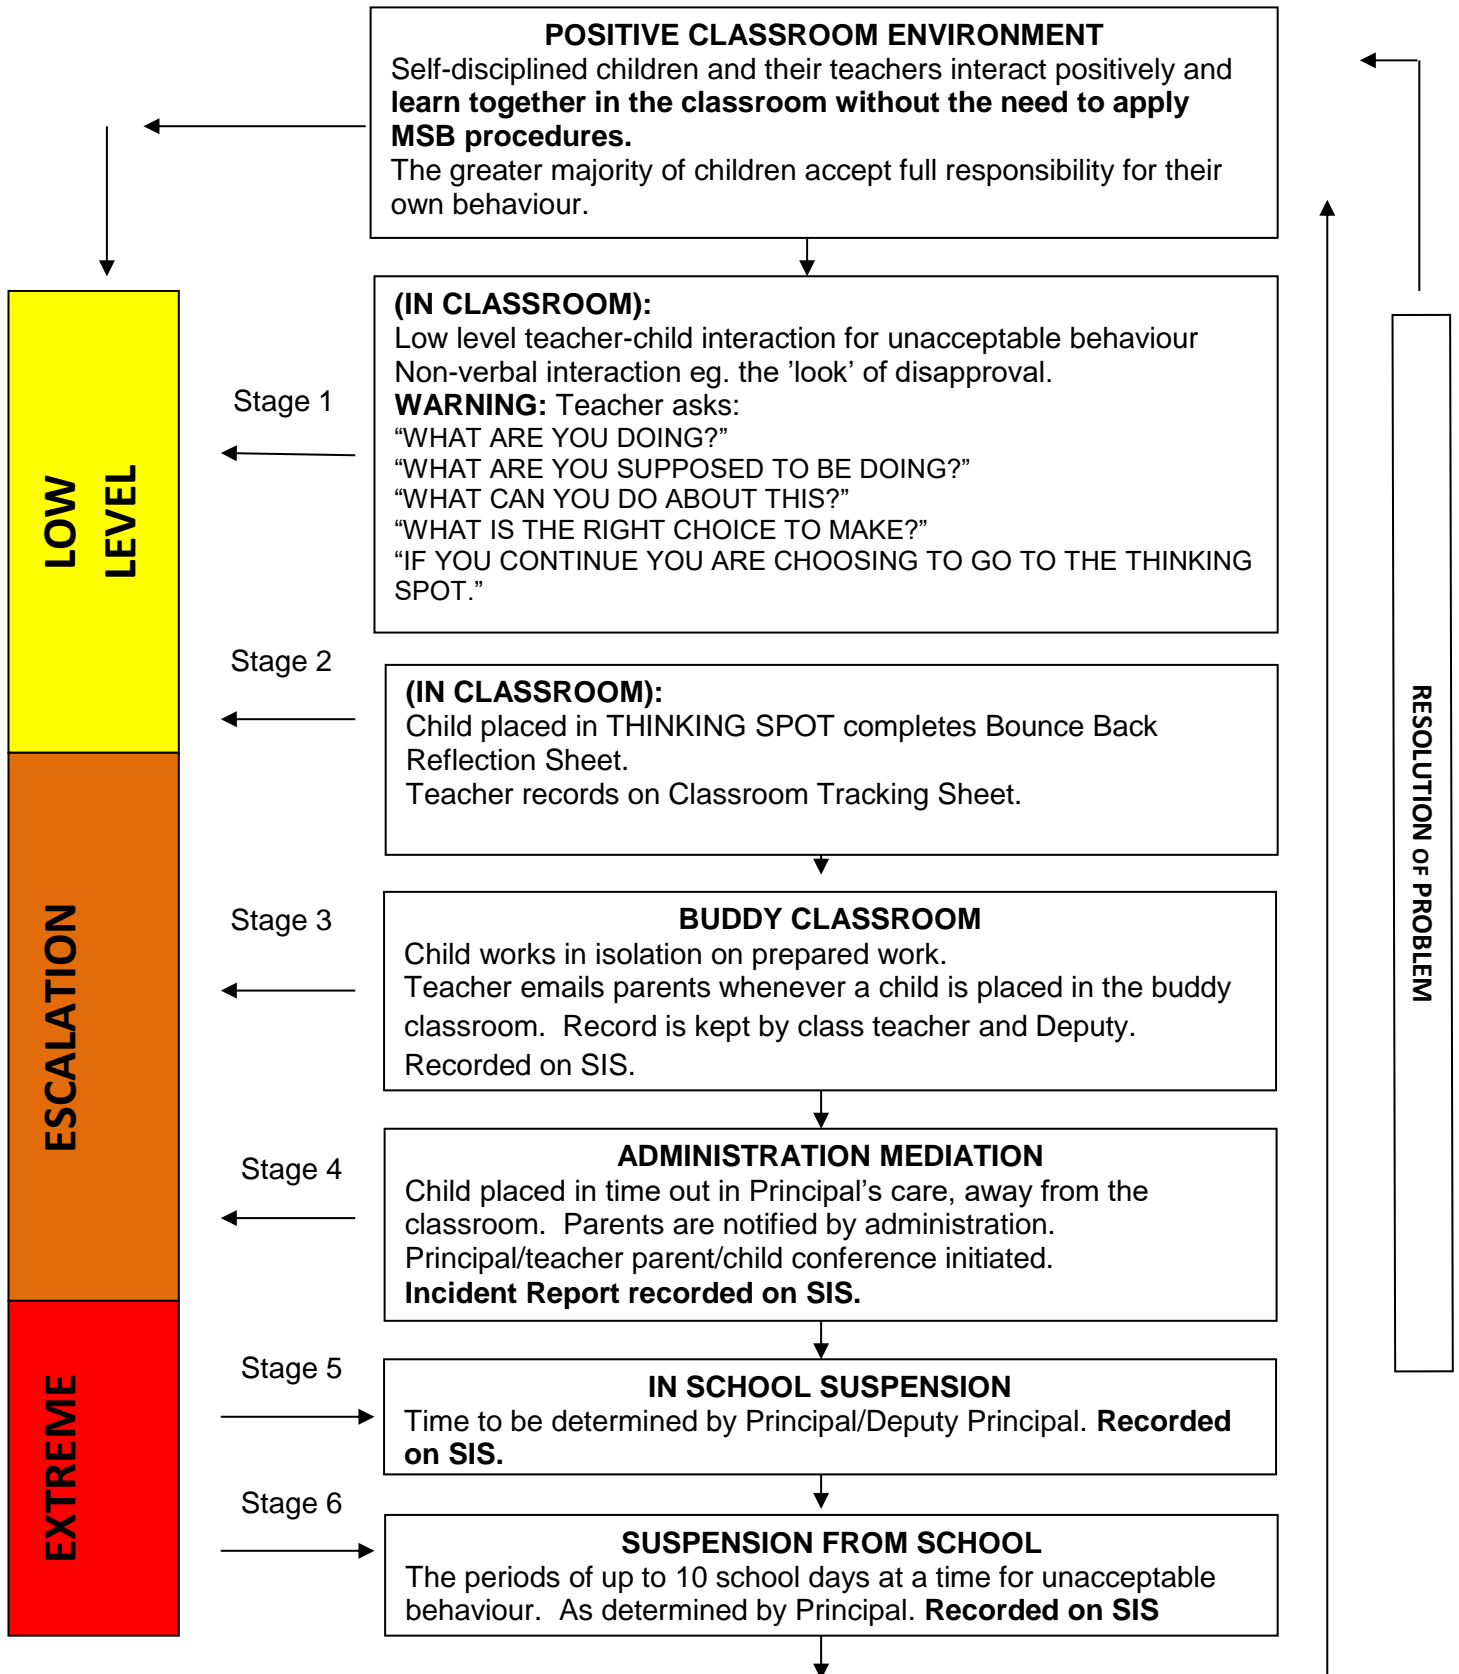 POSITIVE CLASSROOM ENVIRONMENT
Self-disciplined children and their teachers interact positively and
learn together in the classroom without the need to apply
MSB procedures.
The greater majority of children accept full responsibility for their
own behaviour.
LOW
LEVEL
Stage 1
(IN CLASSROOM):
Low level teacher-child interaction for unacceptable behaviour
Non-verbal interaction eg. the ’look’ of disapproval.
WARNING: Teacher asks:
“WHAT ARE YOU DOING?”
“WHAT ARE YOU SUPPOSED TO BE DOING?”
“WHAT CAN YOU DO ABOUT THIS?”
“WHAT IS THE RIGHT CHOICE TO MAKE?”
“IF YOU CONTINUE YOU ARE CHOOSING TO GO TO THE THINKING
SPOT.”
Stage 2
(IN CLASSROOM):
Child placed in THINKING SPOT completes Bounce Back
Reflection Sheet.
Teacher records on Classroom Tracking Sheet.
RESOLUTION OF PROBLEM
ESCALATION
Stage 3
BUDDY CLASSROOM
Child works in isolation on prepared work.
Teacher emails parents whenever a child is placed in the buddy
classroom.  Record is kept by class teacher and Deputy.
Recorded on SIS.
Stage 4
ADMINISTRATION MEDIATION
Child placed in time out in Principal’s care, away from the
classroom.  Parents are notified by administration.
Principal/teacher parent/child conference initiated.
Incident Report recorded on SIS.
EXTREME
Stage 5
IN SCHOOL SUSPENSION
Time to be determined by Principal/Deputy Principal. Recorded
on SIS.
Stage 6
SUSPENSION FROM SCHOOL
The periods of up to 10 school days at a time for unacceptable
behaviour.  As determined by Principal. Recorded on SIS